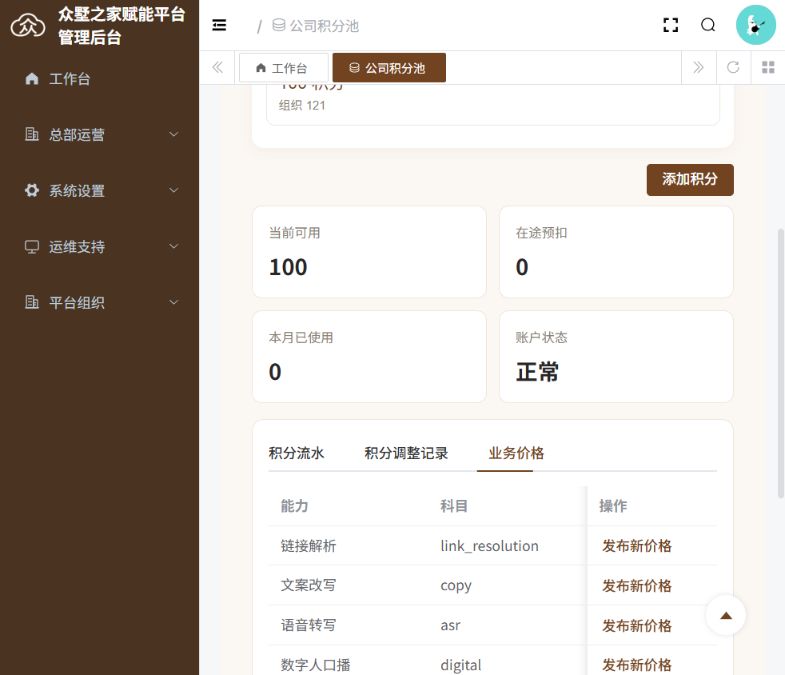 众墅之家赋能平台
管理后台
工作台
总部运营
系统设置
运维支持
平台组织
/ 公司积分池
工作台
公司积分池
100 积分
组织 121
添加积分
当前可用
100
在途预扣
0
本月已使用
0
账户状态
正常
积分流水 积分调整记录 业务价格
能力 科目 操作
链接解析 link_resolution 发布新价格
文案改写 copy 发布新价格
语音转写 asr 发布新价格
数字人口播 digital 发布新价格